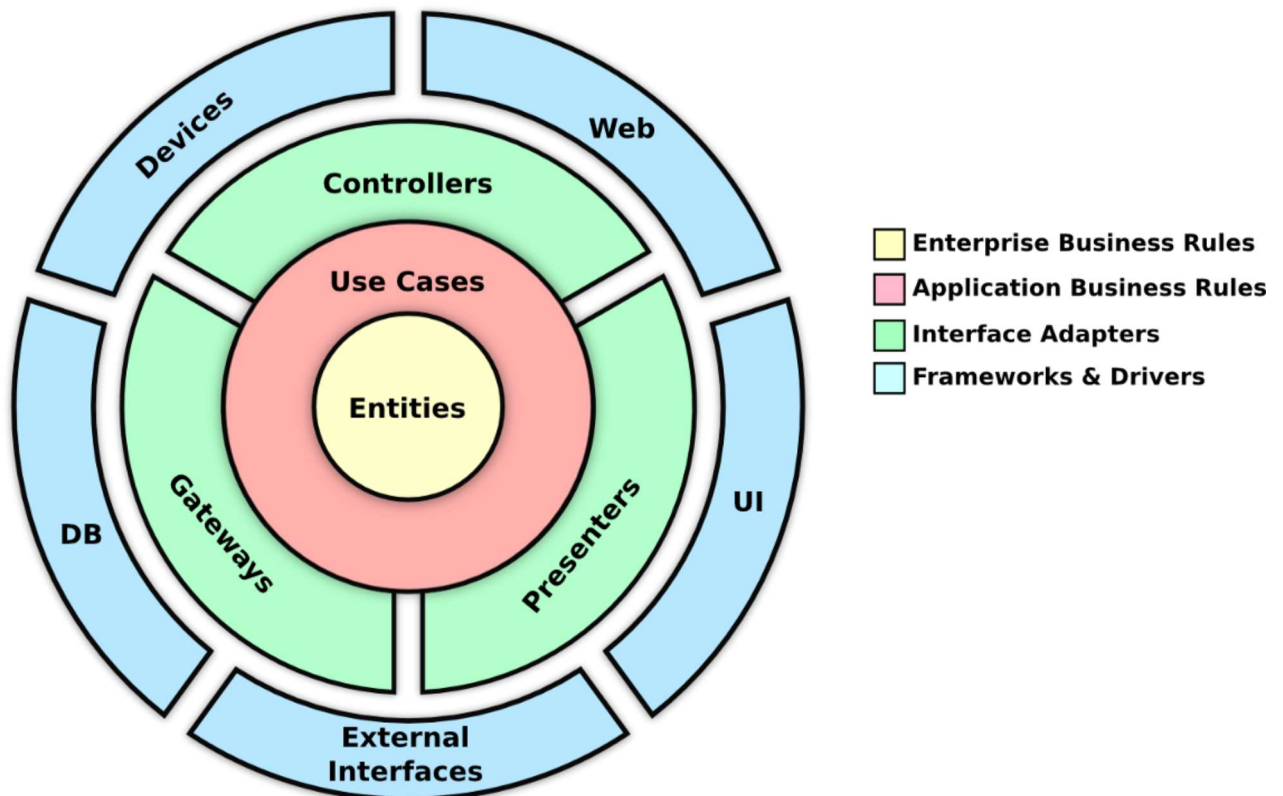 Devices
Web
Controllers
Use Cases
Entities
Gateways
Presenters
DB
UI
External
Interfaces
Enterprise Business Rules
Application Business Rules
Interface Adapters
Frameworks & Drivers